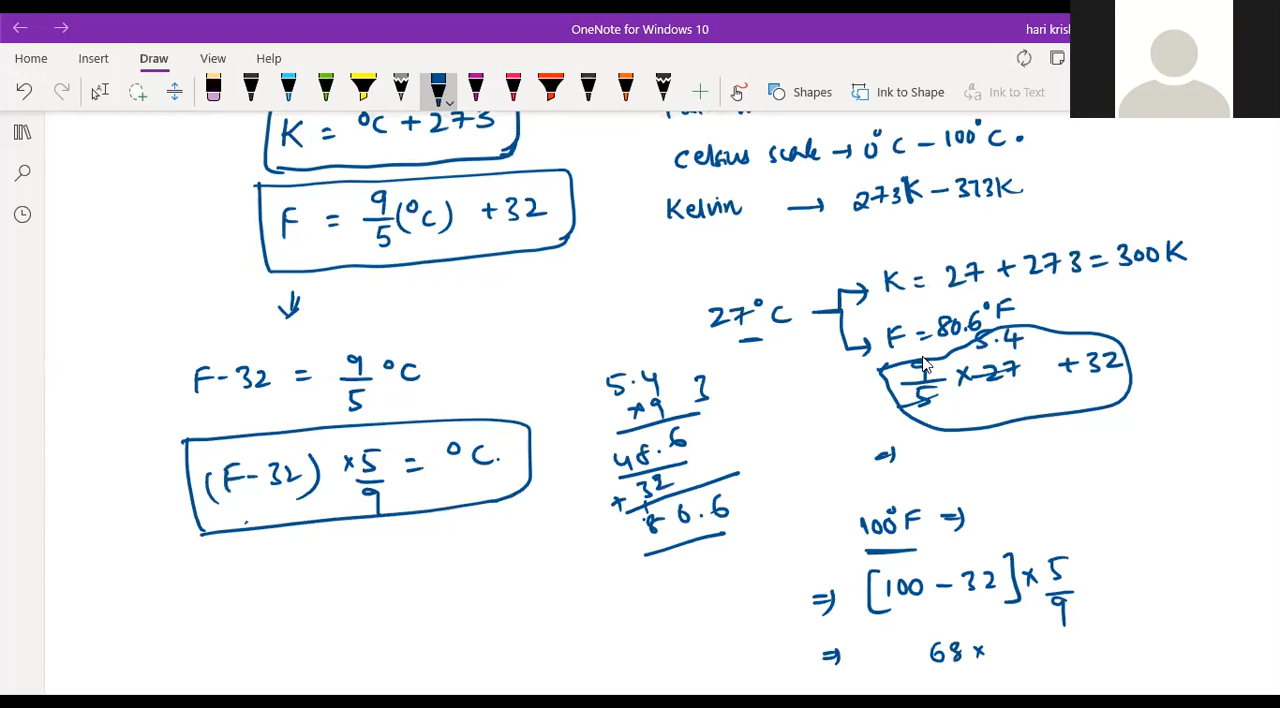 OneNote for Windows 10
hari krish
Home Insert Draw View Help
Shapes Ink to Shape Ink to Text
K = °C + 273
F = 9/5 (°C) + 32
F - 32 = 9/5 °C
(F - 32) × 5/9 = °C.
Celsius scale → 0°C - 100°C.
Kelvin → 273K - 373K
27°C
K = 27 + 273 = 300K
F = 80.6°F
5.4
9/5 × 27 + 32
⇒
5.4 3
×9
48.6
+ 32
80.6
100°F ⇒
⇒ [100 - 32] × 5/9
⇒ 68 ×